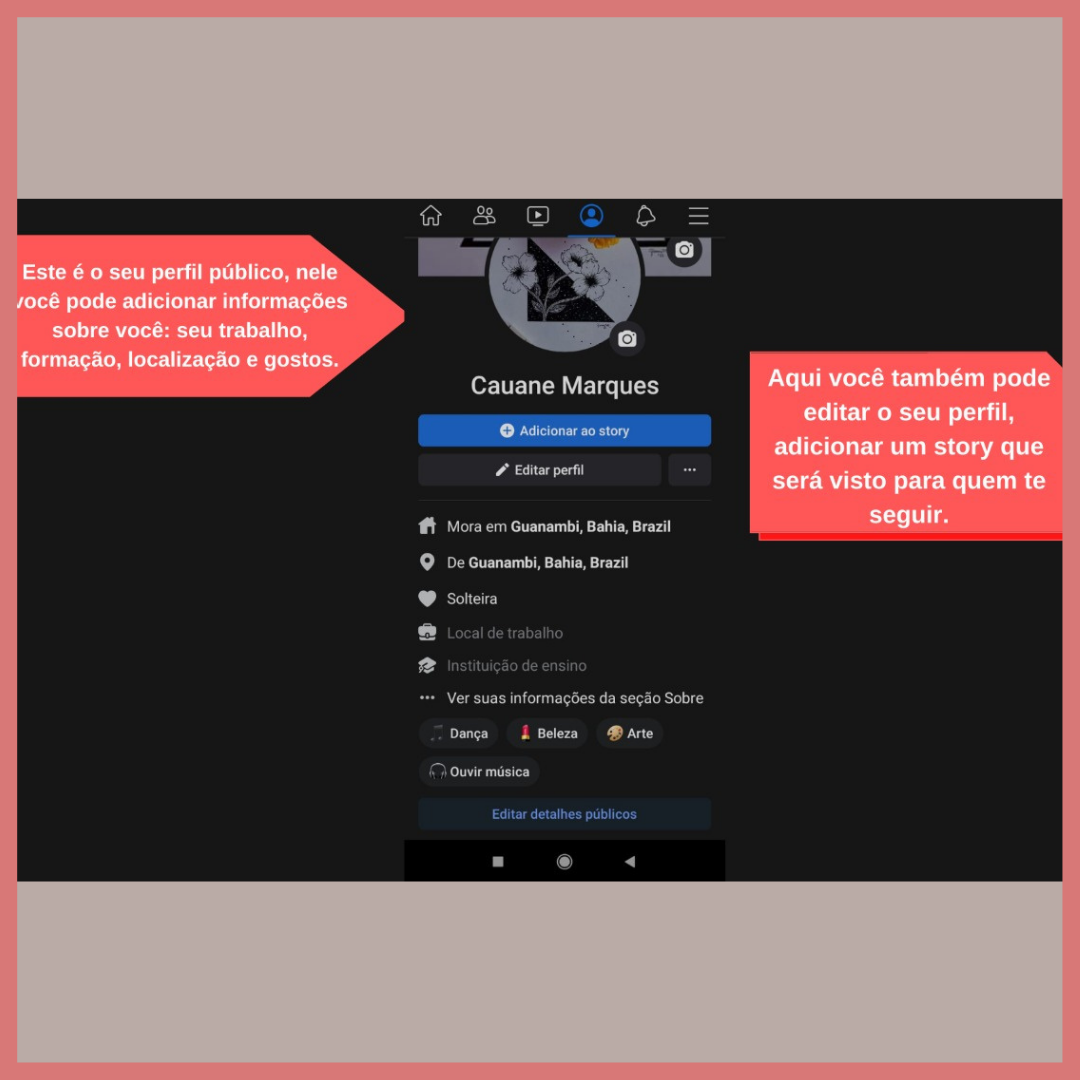 Este é o seu perfil público, nele
você pode adicionar informações
sobre você: seu trabalho,
formação, localização e gostos.
Cauane Marques
Adicionar ao story
Editar perfil
Aqui você também pode
editar o seu perfil,
adicionar um story que
será visto para quem te
seguir.
Mora em Guanambi, Bahia, Brazil
De Guanambi, Bahia, Brazil
Solteira
Local de trabalho
Instituição de ensino
Ver suas informações da seção Sobre
Dança Beleza Arte
Ouvir música
Editar detalhes públicos